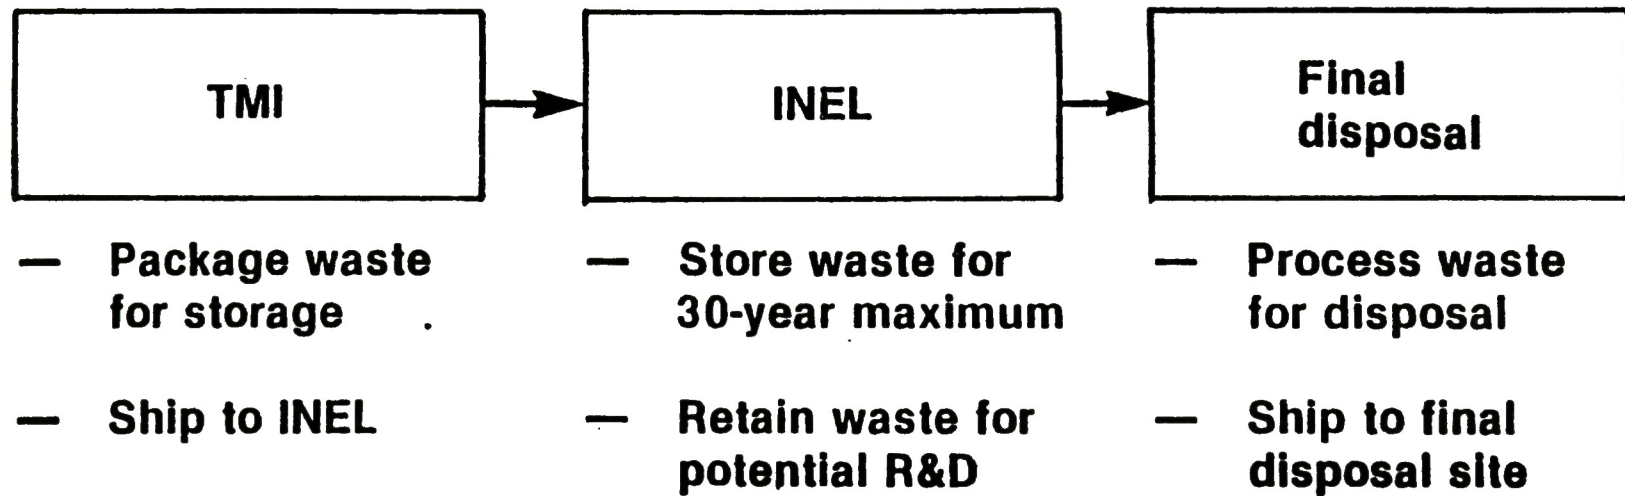 TMI
INEL
Final
disposal
— Package waste
for storage
— Ship to INEL
— Store waste for
30-year maximum
— Retain waste for
potential R&D
— Process waste
for disposal
— Ship to final
disposal site